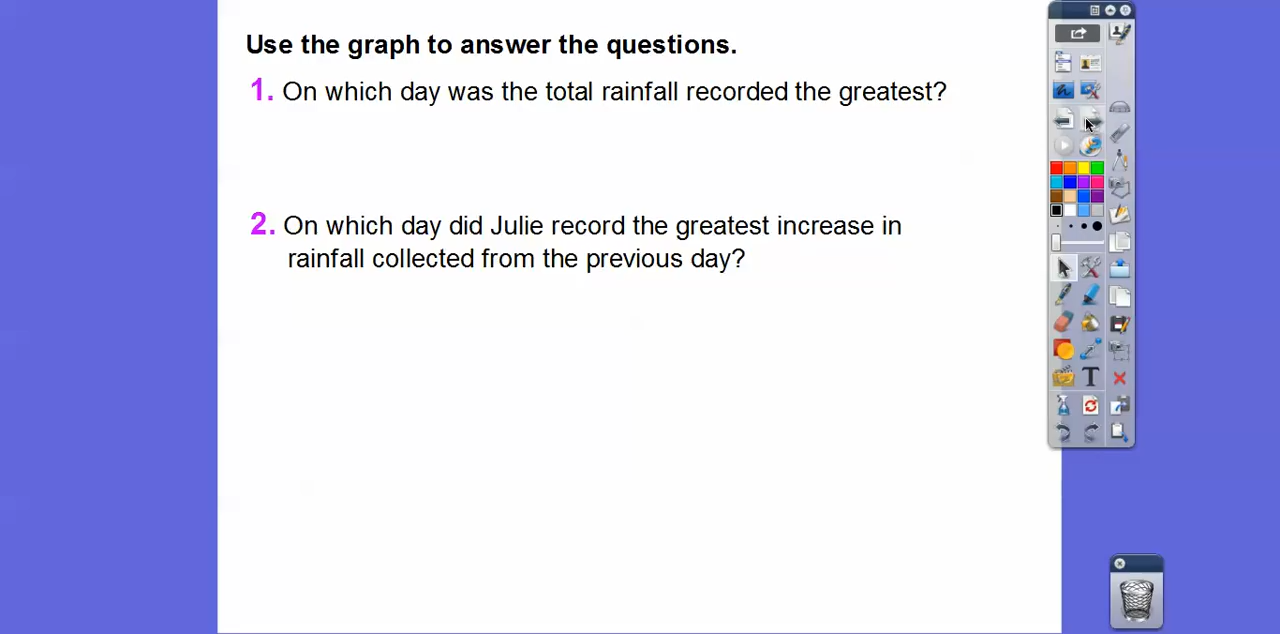 Use the graph to answer the questions.
1. On which day was the total rainfall recorded the greatest?
2. On which day did Julie record the greatest increase in
rainfall collected from the previous day?
T